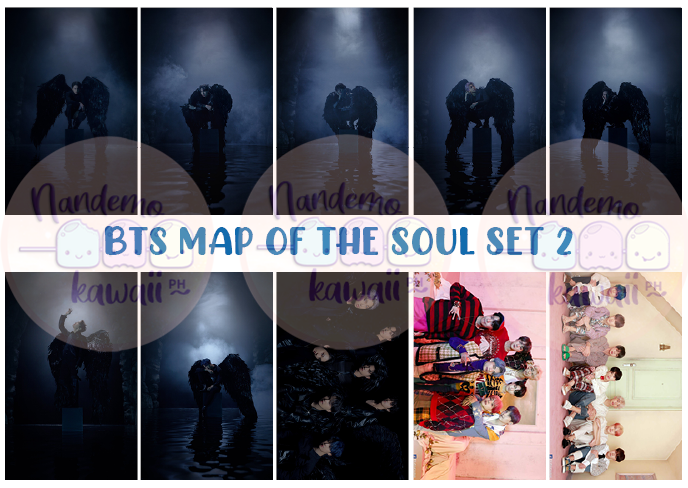 Nandemo
Nandemo
Nandemo
BTS MAP OF THE SOUL SET 2
kawaii PH
kawaii PH
kawaii PH